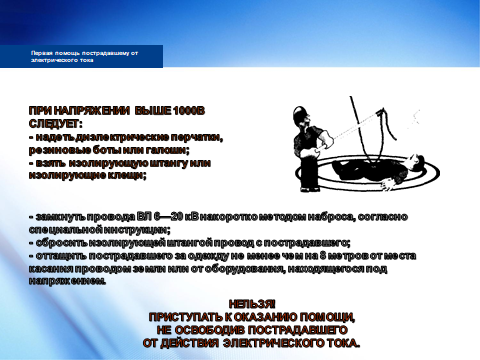 Первая помощь пострадавшему от
электрического тока
ПРИ НАПРЯЖЕНИИ ВЫШЕ 1000В
СЛЕДУЕТ:
- надеть диэлектрические перчатки,
резиновые боты или галоши;
- взять изолирующую штангу или
изолирующие клещи;
- замкнуть провода ВЛ 6—20 кВ накоротко методом наброса, согласно
специальной инструкции;
- сбросить изолирующей штангой провод с пострадавшего;
- оттащить пострадавшего за одежду не менее чем на 8 метров от места
касания проводом земли или от оборудования, находящегося под
напряжением.
НЕЛЬЗЯ!
ПРИСТУПАТЬ К ОКАЗАНИЮ ПОМОЩИ,
НЕ ОСВОБОДИВ ПОСТРАДАВШЕГО
ОТ ДЕЙСТВИЯ ЭЛЕКТРИЧЕСКОГО ТОКА.